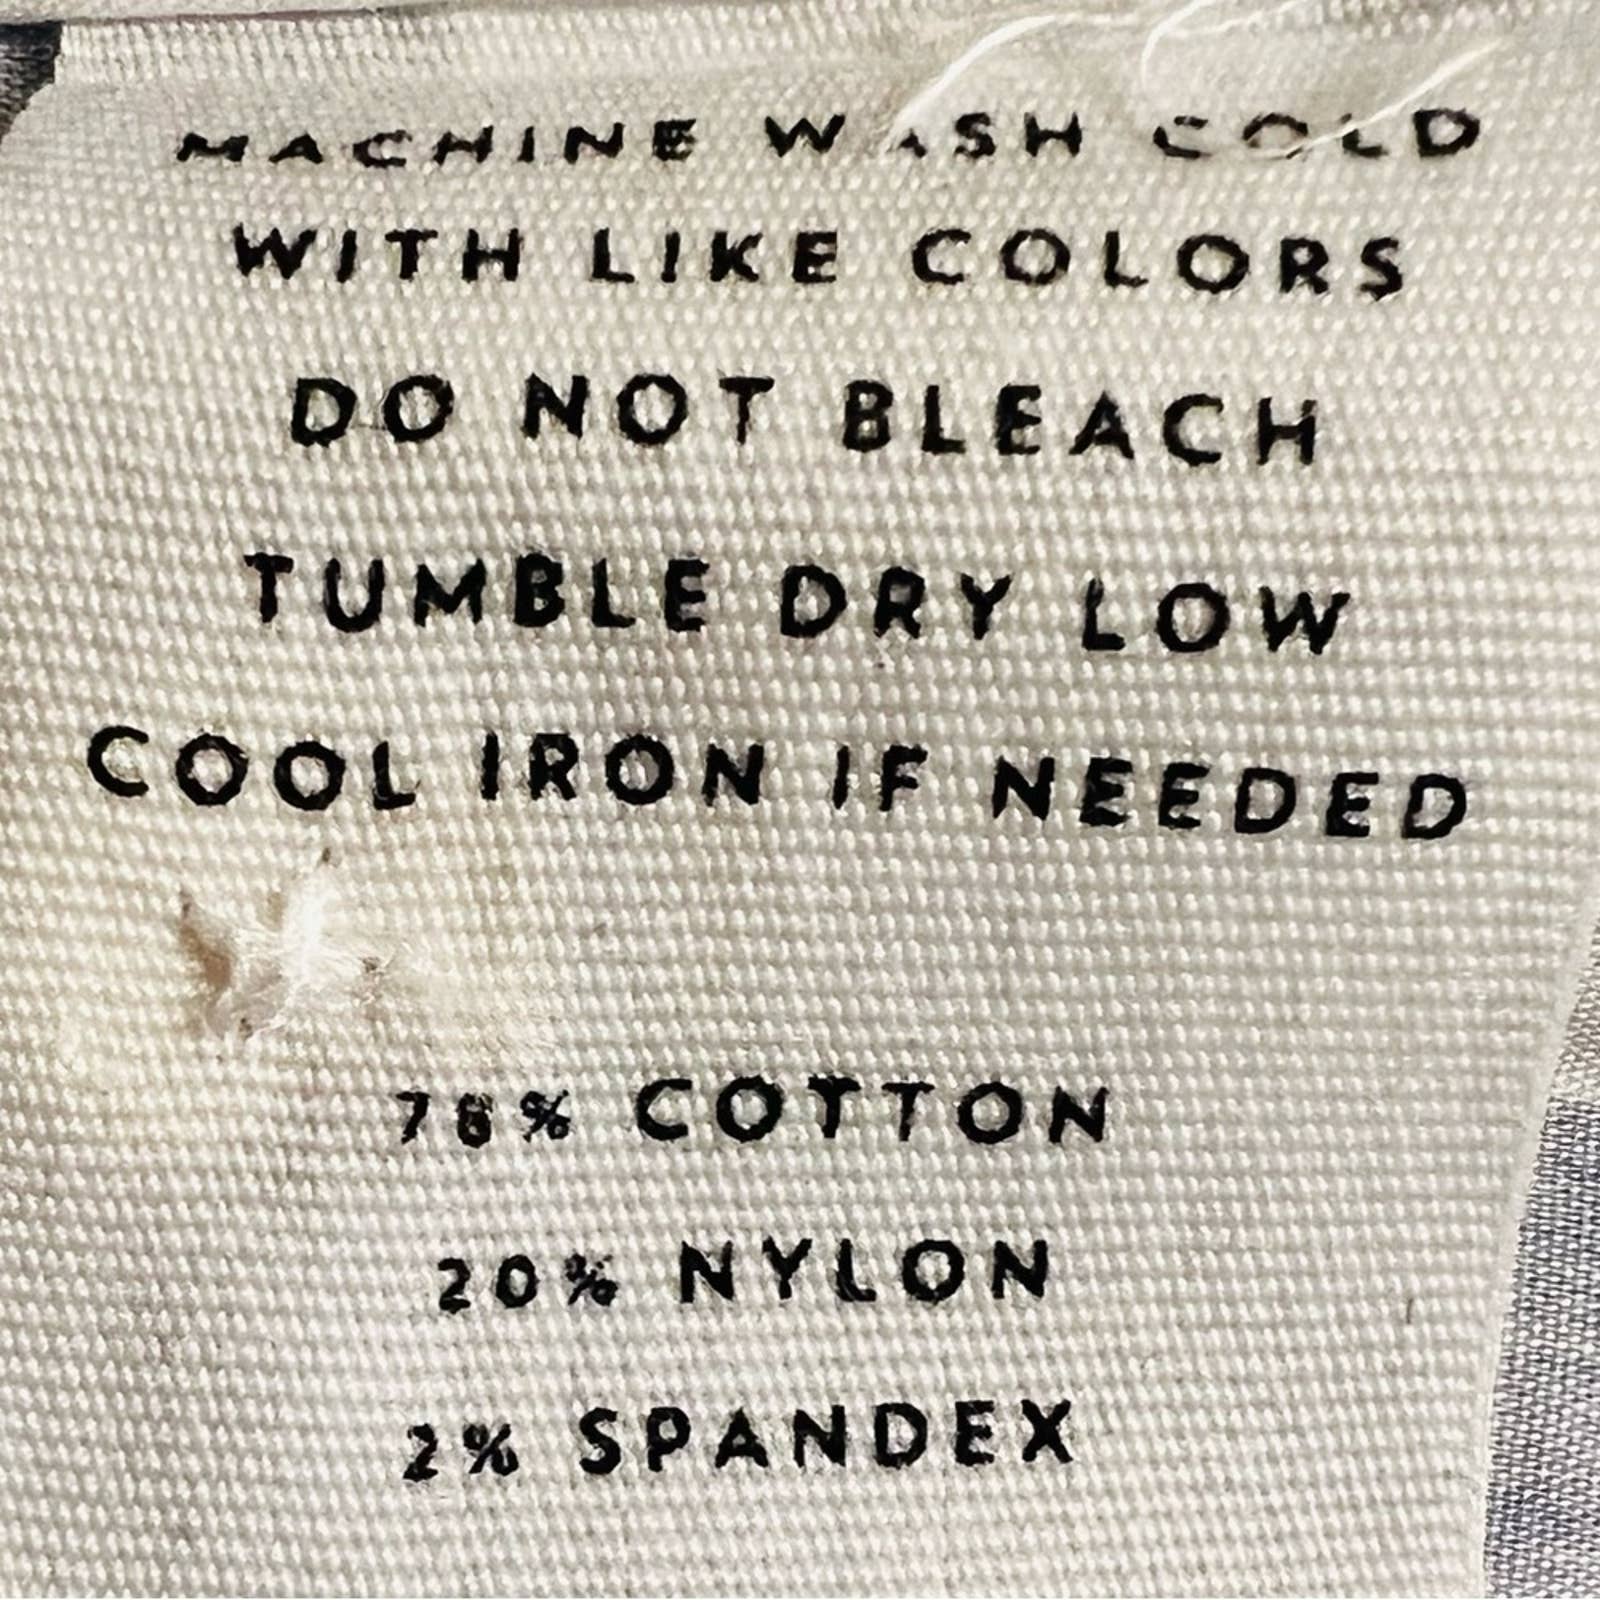 MACHINE WASH COLD
WITH LIKE COLORS
DO NOT BLEACH
TUMBLE DRY LOW
COOL IRON IF NEEDED
78% COTTON
20% NYLON
2% SPANDEX